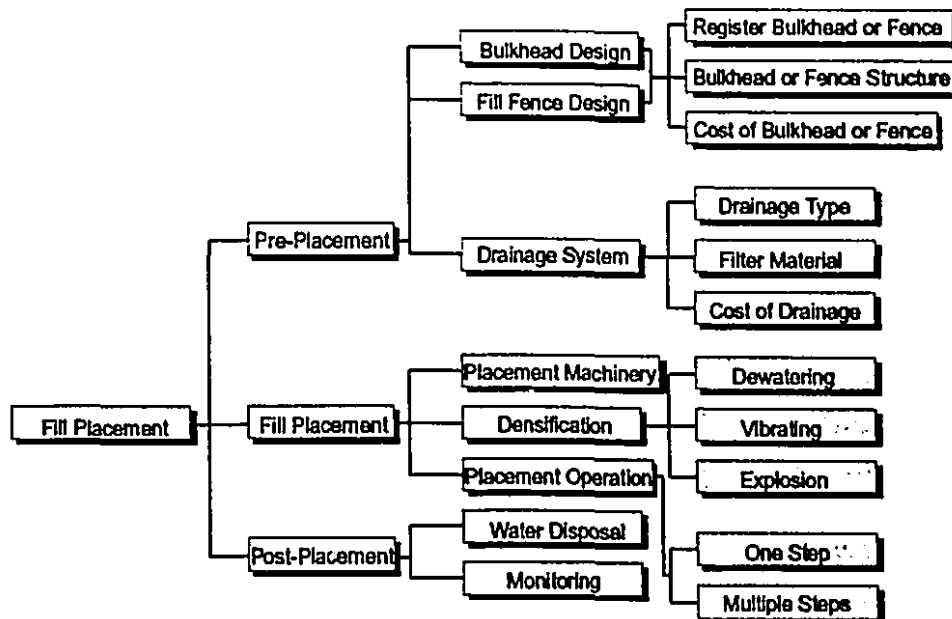 Fill Placement
Pre-Placement
Bulkhead Design
Fill Fence Design
Register Bulkhead or Fence
Bulkhead or Fence Structure
Cost of Bulkhead or Fence
Drainage System
Drainage Type
Filter Material
Cost of Drainage
Fill Placement
Placement Machinery
Densification
Dewatering
Vibrating
Explosion
Placement Operation
One Step
Multiple Steps
Post-Placement
Water Disposal
Monitoring